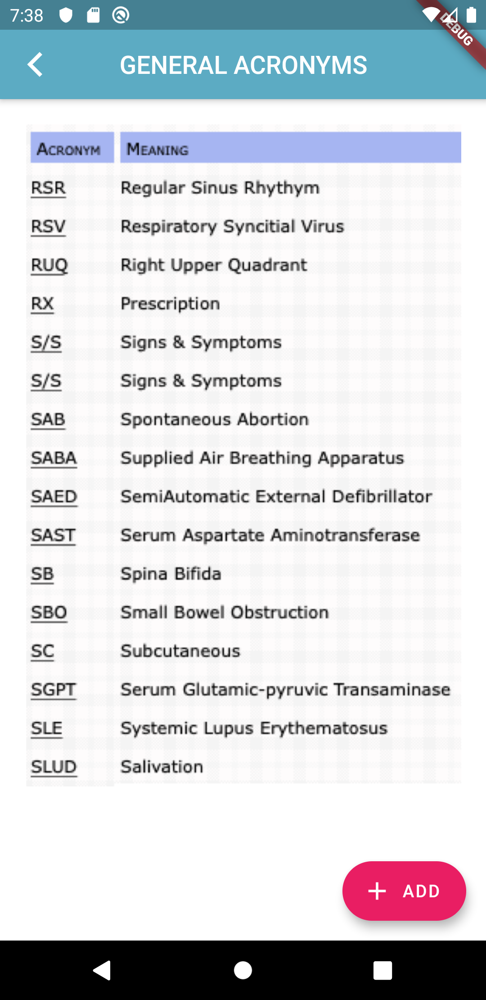 7:38
DEBUG
GENERAL ACRONYMS
ACRONYM MEANING
RSR Regular Sinus Rhythym
RSV Respiratory Syncitial Virus
RUQ Right Upper Quadrant
RX Prescription
S/S Signs & Symptoms
S/S Signs & Symptoms
SAB Spontaneous Abortion
SABA Supplied Air Breathing Apparatus
SAED SemiAutomatic External Defibrillator
SAST Serum Aspartate Aminotransferase
SB Spina Bifida
SBO Small Bowel Obstruction
SC Subcutaneous
SGPT Serum Glutamic-pyruvic Transaminase
SLE Systemic Lupus Erythematosus
SLUD Salivation
ADD